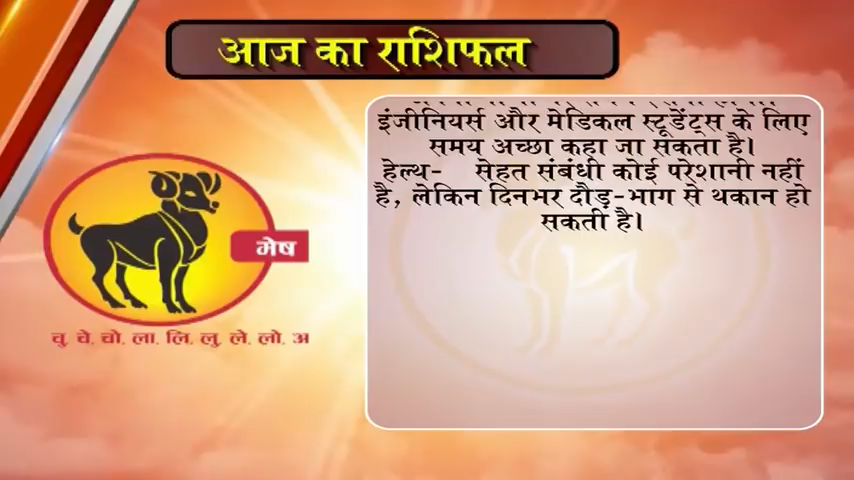 आज का राशिफल
इंजीनियर्स और मेडिकल स्टूडेंट्स के लिए
समय अच्छा कहा जा सकता है।
हेल्थ- सेहत संबंधी कोई परेशानी नहीं
है, लेकिन दिनभर दौड़-भाग से थकान हो
सकती है।
मेष
चु, चे, चो, ला, लि, लु, ले, लो, अ